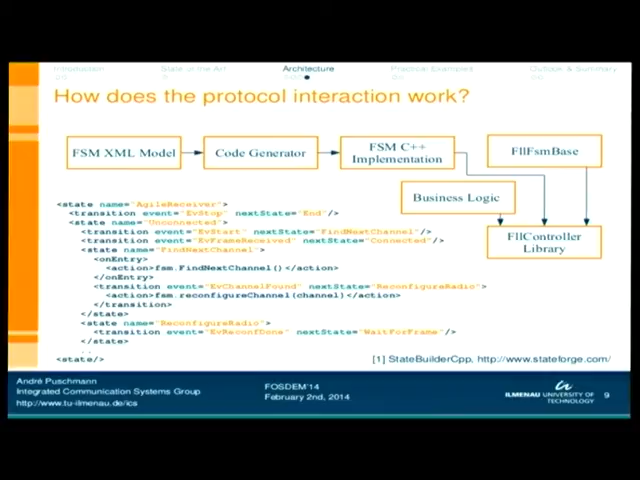 Introduction
State of the Art
Architecture
Practical Examples
Outlook & Summary
How does the protocol interaction work?
FSM XML Model
Code Generator
FSM C++
Implementation
FllFsmBase
Business Logic
FllController
Library
<state name="AgileReceiver">
<transition event="EvStop" nextState="End"/>
<state name="Unconnected">
<transition event="EvStart" nextState="FindNextChannel"/>
<transition event="EvFrameReceived" nextState="Connected"/>
<state name="FindNextChannel">
<onEntry>
<action>fsm.FindNextChannel()</action>
</onEntry>
<transition event="EvChannelFound" nextState="ReconfigureRadio">
<action>fsm.reconfigureChannel(channel)</action>
</transition>
</state>
<state name="ReconfigureRadio">
<transition event="EvReconfDone" nextState="WaitForFrame"/>
</state>
..
<state/>
[1] StateBuilderCpp, http://www.stateforge.com/
André Puschmann
Integrated Communication Systems Group
http://www.tu-ilmenau.de/ics
FOSDEM'14
February 2nd, 2014
ILMENAU UNIVERSITY OF
TECHNOLOGY
9